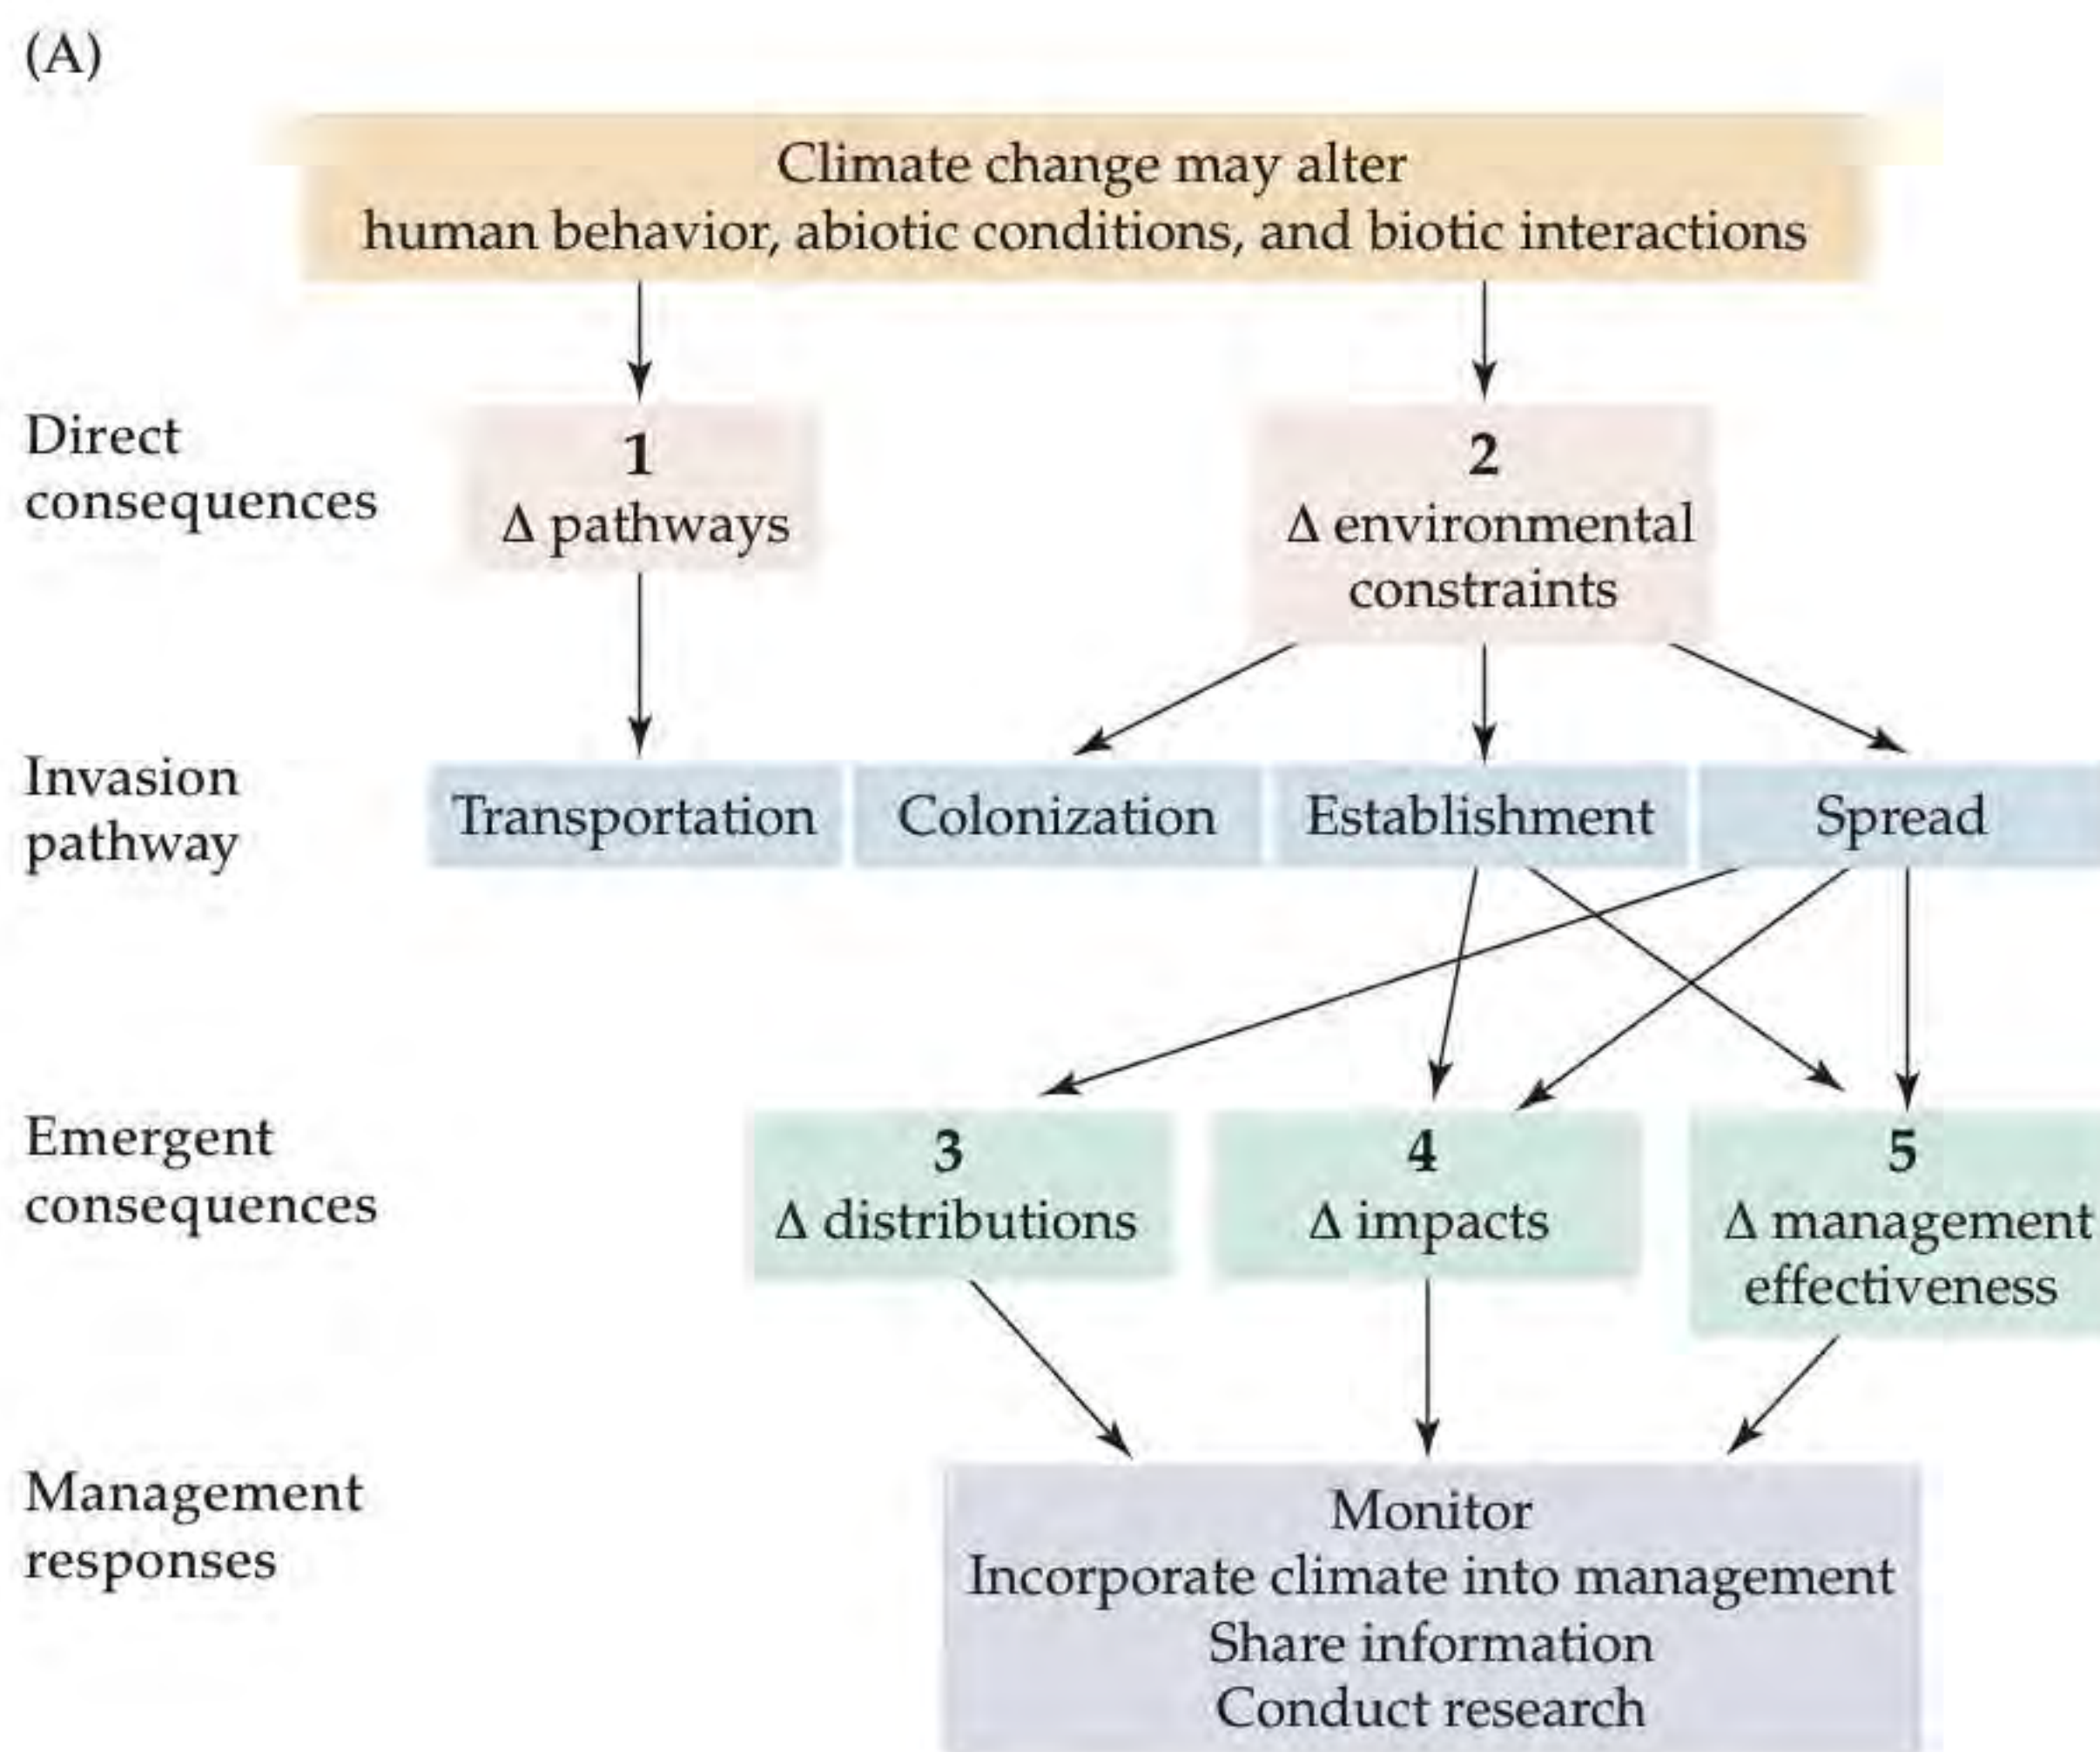 (A)
Climate change may alter
human behavior, abiotic conditions, and biotic interactions
Direct
consequences
1
Δ pathways
2
Δ environmental
constraints
Invasion
pathway
Transportation
Colonization
Establishment
Spread
Emergent
consequences
3
Δ distributions
4
Δ impacts
5
Δ management
effectiveness
Management
responses
Monitor
Incorporate climate into management
Share information
Conduct research